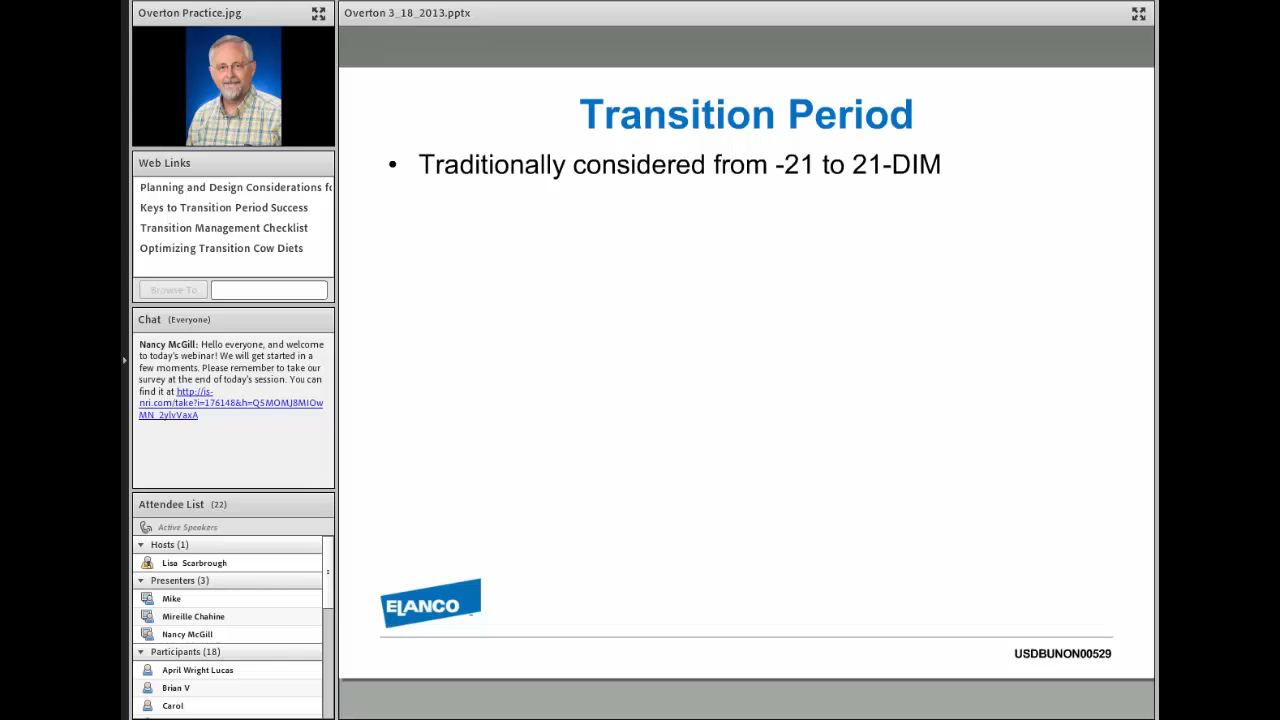 Overton Practice.jpg
Web Links
Planning and Design Considerations fo
Keys to Transition Period Success
Transition Management Checklist
Optimizing Transition Cow Diets
Browse To
Chat (Everyone)
Nancy McGill: Hello everyone, and welcome
to today's webinar! We will get started in a
few moments. Please remember to take our
survey at the end of today's session. You can
find it at http://is-
nri.com/take?i=176148&h=Q5MOMJ8MIOw
MN_2ylvVaxA
Attendee List (22)
Active Speakers
Hosts (1)
Lisa Scarbrough
Presenters (3)
Mike
Mireille Chahine
Nancy McGill
Participants (18)
April Wright Lucas
Brian V
Carol
Overton 3_18_2013.pptx
Transition Period
• Traditionally considered from -21 to 21-DIM
ELANCO
USDBUNON00529